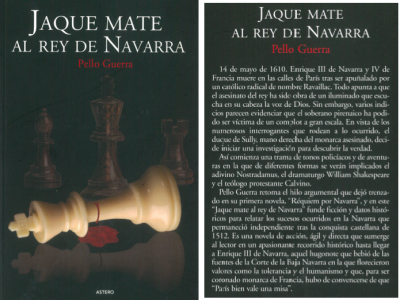 JAQUE MATE
AL REY DE NAVARRA
Pello Guerra
ASTERO
JAQUE MATE
AL REY DE NAVARRA
Pello Guerra
14 de mayo de 1610. Enrique III de Navarra y IV de
Francia muere en las calles de París tras ser apuñalado por
un católico radical de nombre Ravaillac. Todo apunta a que
el asesinato del rey ha sido obra de un iluminado que escu-
cha en su cabeza la voz de Dios. Sin embargo, varios indi-
cios parecen evidenciar que el soberano pirenaico ha podi-
do ser víctima de un complot a gran escala. En vista de los
numerosos interrogantes que rodean a lo ocurrido, el
ducue de Sully, mano derecha del monarca asesinado, deci-
de iniciar una investigación para descubrir la verdad.
Así comienza una trama de tonos policíacos y de aventu-
ras en la que de diferentes formas se verán implicados el
adivino Nostradamus, el dramaturgo William Shakespeare
y el teólogo protestante Calvino.
Pello Guerra retoma el hilo argumental que dejó trenza-
do en su primera novela, "Réquiem por Navarra", y en este
"Jaque mate al rey de Navarra" funde ficción y datos histó-
ricos para relatar los sucesos ocurridos en la Navarra que
permaneció independiente tras la conquista castellana de
1512. Es una novela de acción, ágil y directa que sumerge
al lector en un apasionante recorrido histórico hasta llegar
a Enrique III de Navarra, aquel hugonote que bebió de las
fuentes de la Corte de la Baja Navarra en la que florecieron
valores como la tolerancia y el humanismo y que, para ser
coronado monarca de Francia, hubo de convencerse de que
"París bien vale una misa".